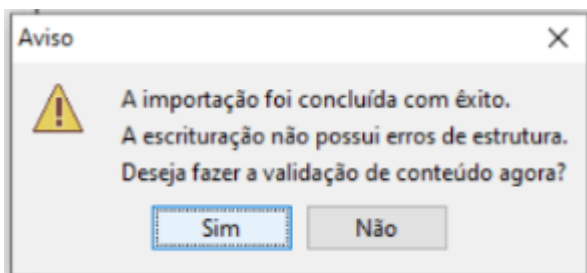 Aviso
A importação foi concluída com êxito.
A escrituração não possui erros de estrutura.
Deseja fazer a validação de conteúdo agora?
Sim Não